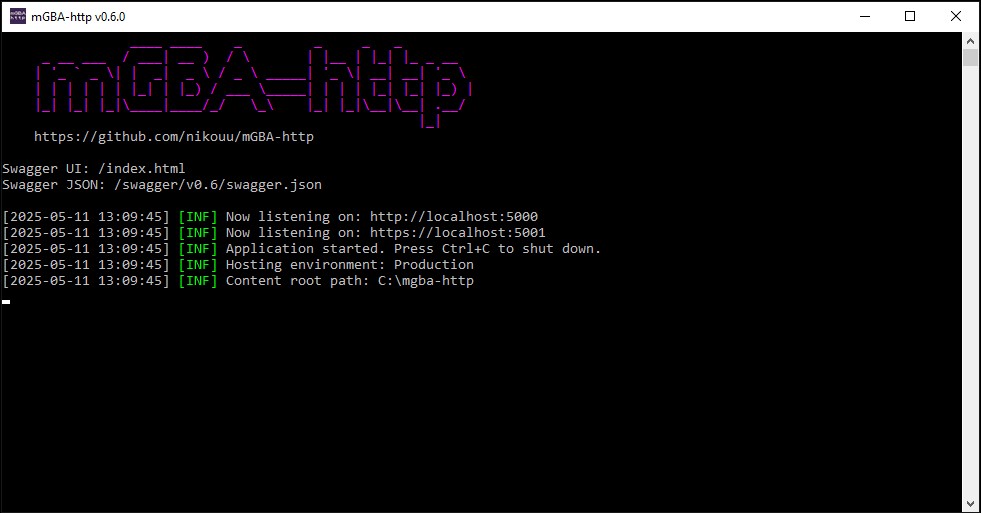 mGBA-http v0.6.0
mGBA-http
https://github.com/nikouu/mGBA-http
Swagger UI: /index.html
Swagger JSON: /swagger/v0.6/swagger.json
[2025-05-11 13:09:45] [INF] Now listening on: http://localhost:5000
[2025-05-11 13:09:45] [INF] Now listening on: https://localhost:5001
[2025-05-11 13:09:45] [INF] Application started. Press Ctrl+C to shut down.
[2025-05-11 13:09:45] [INF] Hosting environment: Production
[2025-05-11 13:09:45] [INF] Content root path: C:\mgba-http